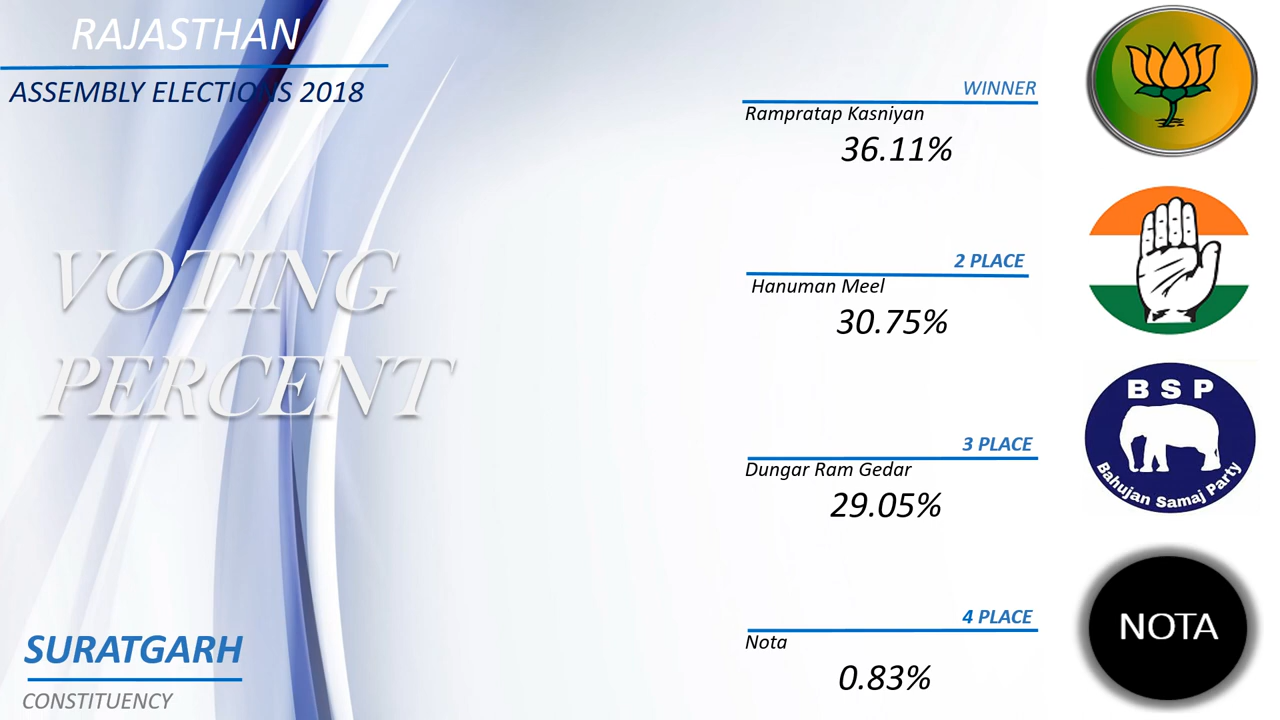 RAJASTHAN
ASSEMBLY ELECTIONS 2018
VOTING
PERCENT
SURATGARH
CONSTITUENCY
WINNER
Rampratap Kasniyan
36.11%
2 PLACE
Hanuman Meel
30.75%
BSP
Bahujan Samaj Party
3 PLACE
Dungar Ram Gedar
29.05%
4 PLACE
Nota
0.83%
NOTA